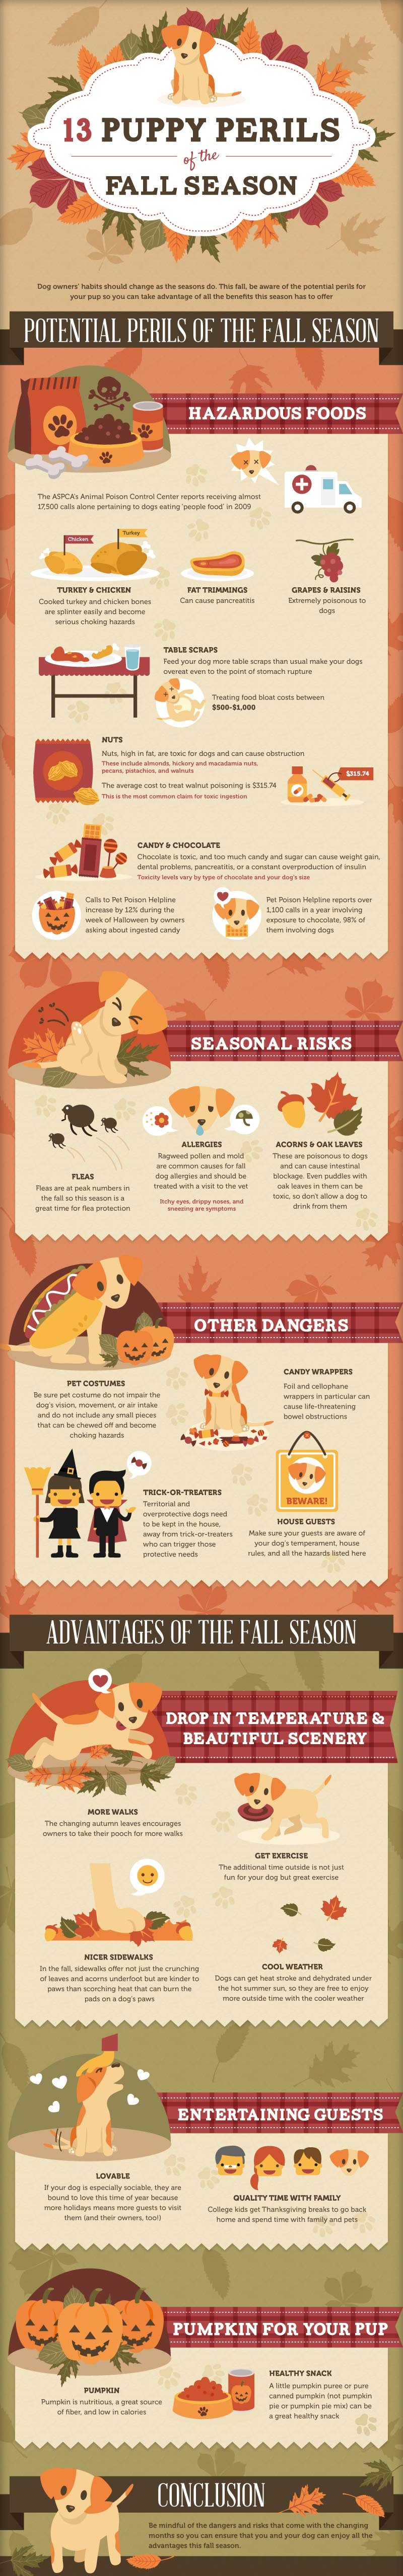 13 PUPPY PERILS
of the
FALL SEASON
Dog owners' habits should change as the seasons do. This fall, be aware of the potential perils for
your pup so you can take advantage of all the benefits this season has to offer
POTENTIAL PERILS OF THE FALL SEASON
HAZARDOUS FOODS
The ASPCA's Animal Poison Control Center reports receiving almost
17,500 calls alone pertaining to dogs eating people food in 2009
Chicken
Turkey
TURKEY & CHICKEN
Cooked turkey and chicken bones
are splinter easily and become
serious choking hazards
FAT TRIMMINGS
Can cause pancreatitis
GRAPES & RAISINS
Extremely poisonous to
dogs
TABLE SCRAPS
Feed your dog more table scraps than usual make your dogs
overeat even to the point of stomach rupture
Treating food bloat costs between
$500-$1,000
NUTS
Nuts, high in fat, are toxic for dogs and can cause obstruction
These include almonds, hickory and macadamia nuts,
pecans, pistachios, and walnuts
The average cost to treat walnut poisoning is $315.74
This is the most common claim for toxic ingestion
$315.74
CANDY & CHOCOLATE
Chocolate is toxic, and too much candy and sugar can cause weight gain,
dental problems, pancreatitis, or a constant overproduction of insulin
Toxicity levels vary by type of chocolate and your dog's size
Calls to Pet Poison Helpline
increase by 12% during the
week of Halloween by owners
asking about ingested candy
Pet Poison Helpline reports over
1,100 calls in a year involving
exposure to chocolate, 98% of
them involving dogs
SEASONAL RISKS
FLEAS
Fleas are at peak numbers in
the fall so this season is a
great time for flea protection
ALLERGIES
Ragweed pollen and mold
are common causes for fall
dog allergies and should be
treated with a visit to the vet
Itchy eyes, drippy noses, and
sneezing are symptoms
ACORNS & OAK LEAVES
These are poisonous to dogs
and can cause intestinal
blockage. Even puddles with
oak leaves in them can be
toxic, so don't allow a dog to
drink from them
OTHER DANGERS
PET COSTUMES
Be sure pet costume do not impair the
dog's vision, movement, or air intake
and do not include any small pieces
that can be chewed off and become
choking hazards
CANDY WRAPPERS
Foil and cellophane
wrappers in particular can
cause life-threatening
bowel obstructions
TRICK-OR-TREATERS
Territorial and
overprotective dogs need
to be kept in the house,
away from trick-or-treaters
who can trigger those
protective needs
BEWARE!
HOUSE GUESTS
Make sure your guests are aware of
your dog's temperament, house
rules, and all the hazards listed here
ADVANTAGES OF THE FALL SEASON
DROP IN TEMPERATURE &
BEAUTIFUL SCENERY
MORE WALKS
The changing autumn leaves encourages
owners to take their pooch for more walks
GET EXERCISE
The additional time outside is not just
fun for your dog but great exercise
NICER SIDEWALKS
In the fall, sidewalks offer not just the crunching
of leaves and acorns underfoot but are kinder to
paws than scorching heat that can burn the
pads on a dog's paws
COOL WEATHER
Dogs can get heat stroke and dehydrated under
the hot summer sun, so they are free to enjoy
more outside time with the cooler weather
ENTERTAINING GUESTS
LOVABLE
If your dog is especially sociable, they are
bound to love this time of year because
more holidays means more guests to visit
them (and their owners, too!)
QUALITY TIME WITH FAMILY
College kids get Thanksgiving breaks to go back
home and spend time with family and pets
PUMPKIN FOR YOUR PUP
PUMPKIN
Pumpkin is nutritious, a great source
of fiber, and low in calories
HEALTHY SNACK
A little pumpkin puree or pure
canned pumpkin (not pumpkin
pie or pumpkin pie mix) can be
a great healthy snack
CONCLUSION
Be mindful of the dangers and risks that come with the changing
months so you can ensure that you and your dog can enjoy all the
advantages this fall season